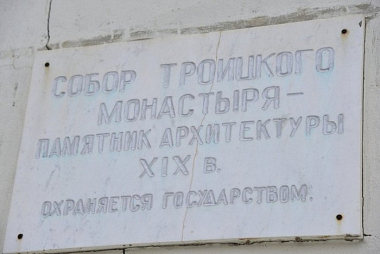 СОБОР ТРОИЦКОГО
МОНАСТЫРЯ–
ПАМЯТНИК АРХИТЕКТУРЫ
XIX В.
ОХРАНЯЕТСЯ ГОСУДАРСТВОМ.